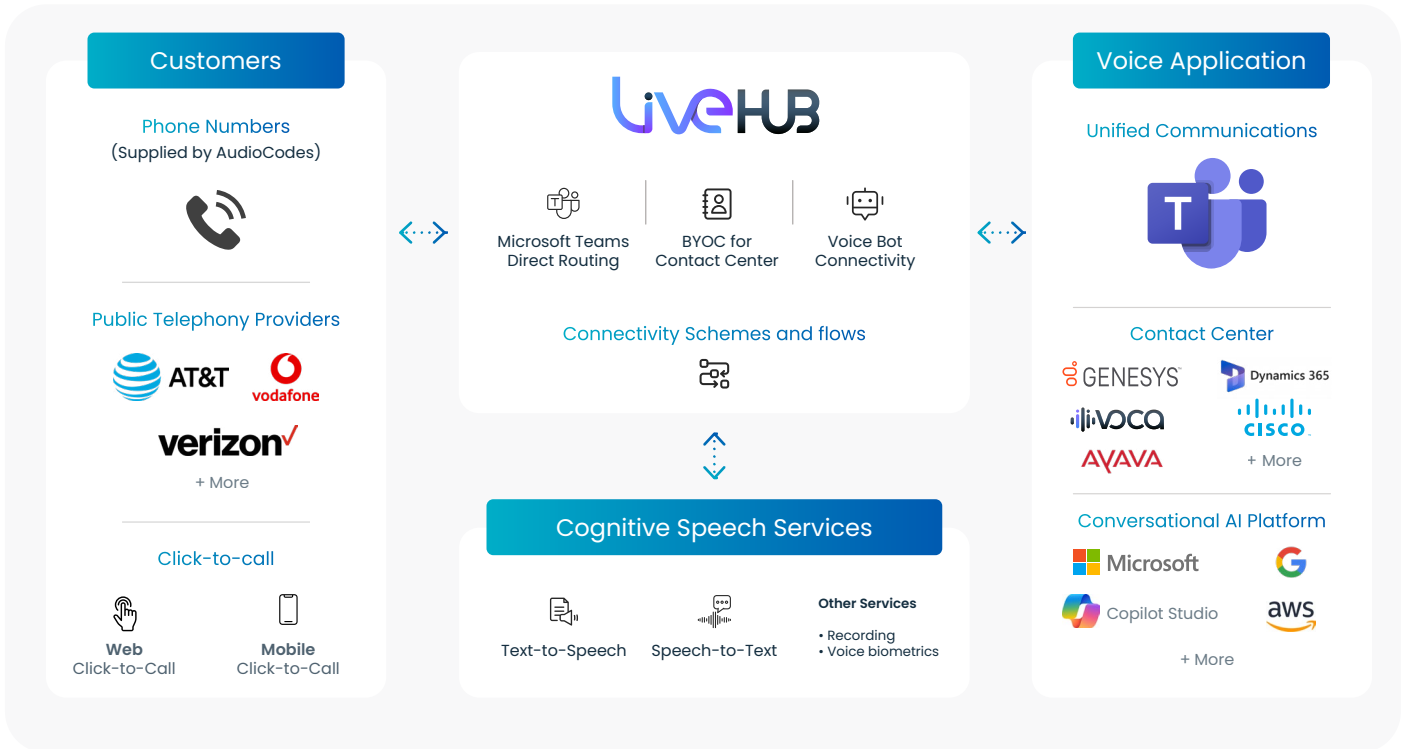 Customers
Phone Numbers
(Supplied by AudioCodes)
Public Telephony Providers
AT&T
vodafone
verizon
+ More
Click-to-call
Web
Click-to-Call
Mobile
Click-to-Call
LiveHUB
T
Microsoft Teams
Direct Routing
BYOC for
Contact Center
Voice Bot
Connectivity
Connectivity Schemes and flows
Cognitive Speech Services
Text-to-Speech
Speech-to-Text
Other Services
• Recording
• Voice biometrics
Voice Application
Unified Communications
T
Contact Center
GENESYS™
Dynamics 365
VOCA
CISCO
AVAYA
+ More
Conversational AI Platform
Microsoft
G
Copilot Studio
aws
+ More